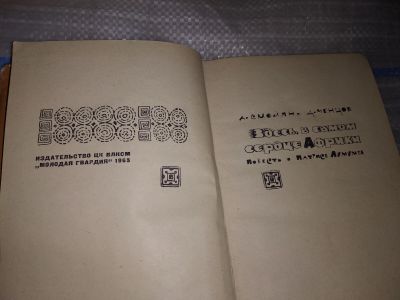 ИЗДАТЕЛЬСТВО ЦК ВЛКСМ
„МОЛОДАЯ ГВАРДИЯ" 1965
Здесь, в самом
сердце Африки
Повесть о Патрисе Лумумбе